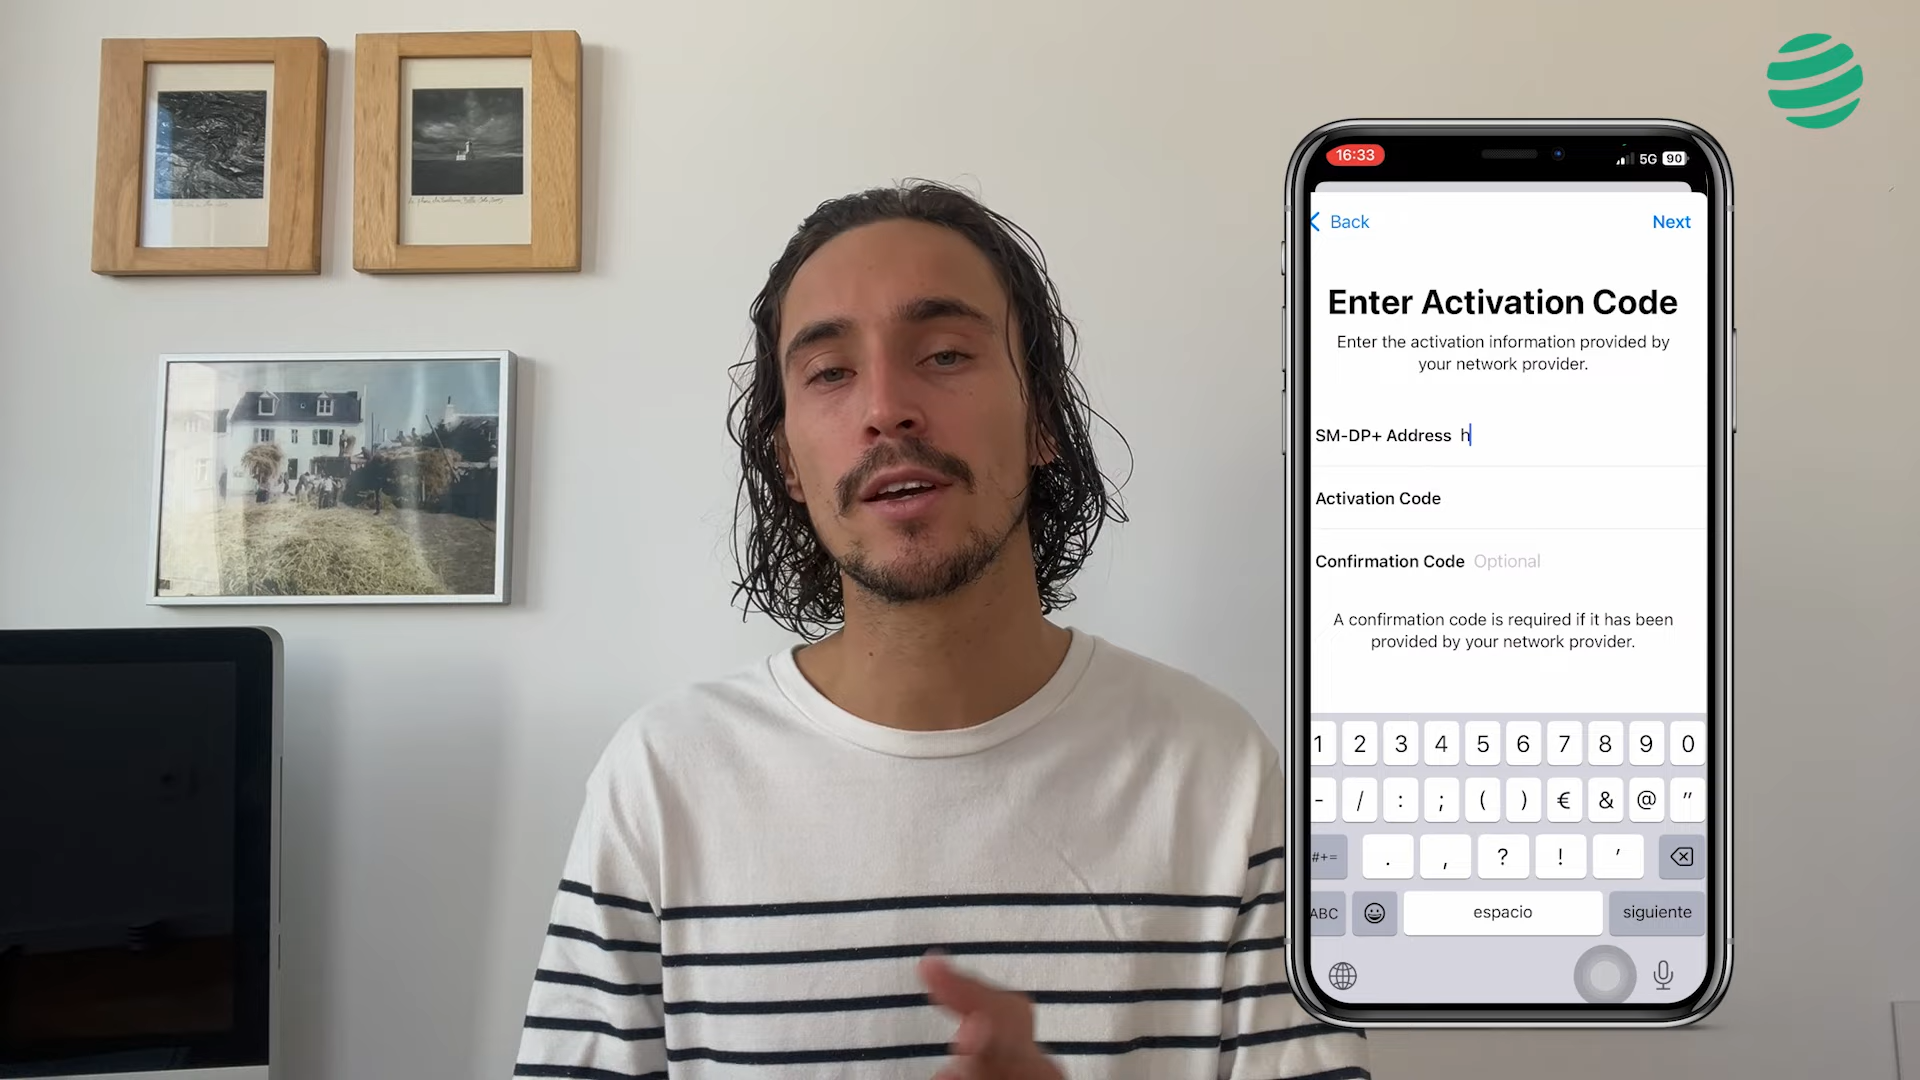 16:33
5G 90
Back
Next
Enter Activation Code
Enter the activation information provided by
your network provider.
SM-DP+ Address h
Activation Code
Confirmation Code Optional
A confirmation code is required if it has been
provided by your network provider.
1 2 3 4 5 6 7 8 9 0
- / : ; ( ) € & @ "
#+= . , ? ! '
ABC espacio siguiente